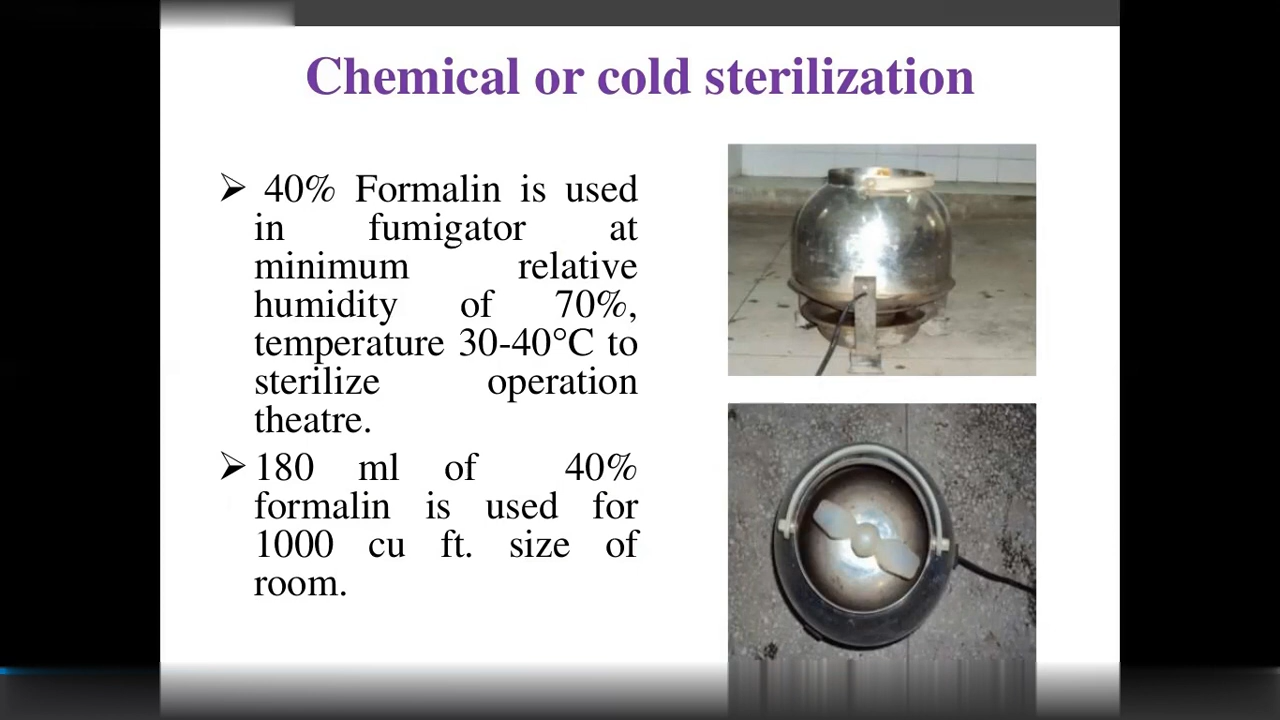 Chemical or cold sterilization
➢ 40% Formalin is used
in fumigator at
minimum relative
humidity of 70%,
temperature 30-40°C to
sterilize operation
theatre.
➢ 180 ml of 40%
formalin is used for
1000 cu ft. size of
room.